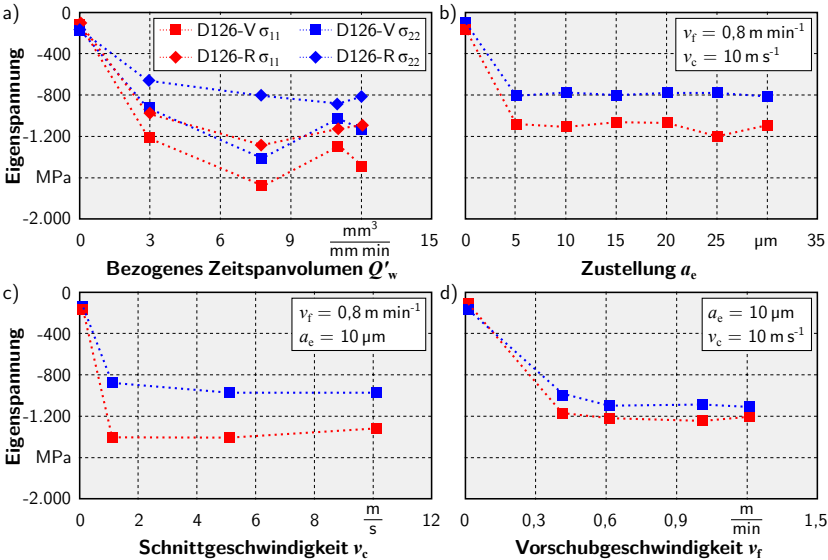 a)
D126-V σ₁₁ D126-V σ₂₂
D126-R σ₁₁ D126-R σ₂₂
Eigenspannung
0
-400
-800
-1.200
MPa
-2.000
0 3 6 9 mm³/mm min 15
Bezogenes Zeitspanvolumen Q'w
b)
vf = 0,8 m min⁻¹
vc = 10 m s⁻¹
0 5 10 15 20 25 µm 35
Zustellung ae
c)
vf = 0,8 m min⁻¹
ae = 10 µm
Eigenspannung
0
-400
-800
-1.200
MPa
-2.000
0 2 4 6 8 m/s 12
Schnittgeschwindigkeit vc
d)
ae = 10 µm
vc = 10 m s⁻¹
0 0,3 0,6 0,9 m/min 1,5
Vorschubgeschwindigkeit vf